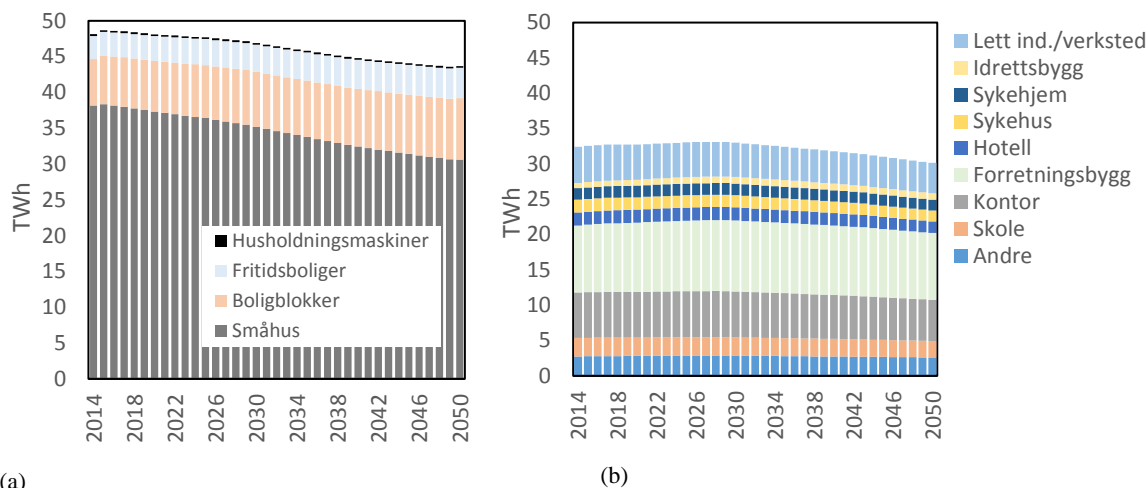 50
45
40
35
30
25
20
15
10
5
0
TWh
Husholdningsmaskiner
Fritidsboliger
Boligblokker
Småhus
2014
2018
2022
2026
2030
2034
2038
2042
2046
2050
(a)
50
45
40
35
30
25
20
15
10
5
0
TWh
2014
2018
2022
2026
2030
2034
2038
2042
2046
2050
Lett ind./verksted
Idrettsbygg
Sykehjem
Sykehus
Hotell
Forretningsbygg
Kontor
Skole
Andre
(b)